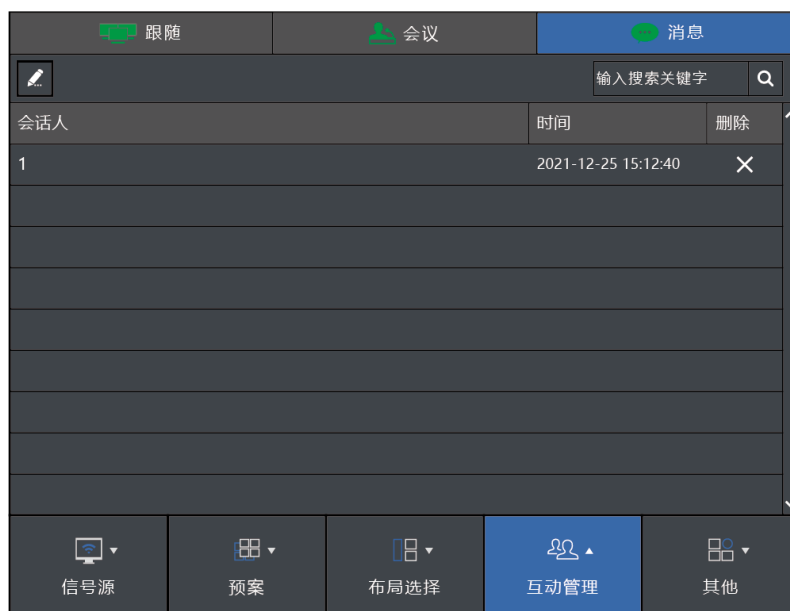 跟随 会议 消息
输入搜索关键字
会话人 时间 删除
1 2021-12-25 15:12:40
信号源 预案 布局选择 互动管理 其他